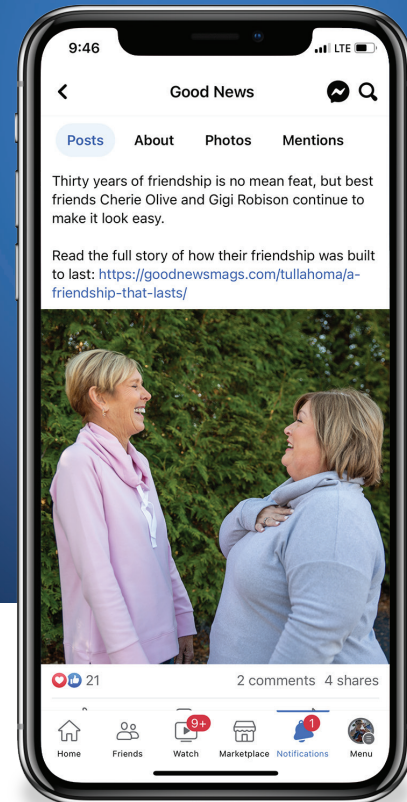 9:46
LTE
Good News
Posts About Photos Mentions
Thirty years of friendship is no mean feat, but best
friends Cherie Olive and Gigi Robison continue to
make it look easy.
Read the full story of how their friendship was built
to last: https://goodnewsmags.com/tullahoma/a-
friendship-that-lasts/
21
2 comments 4 shares
9+
1
Home Friends Watch Marketplace Notifications Menu